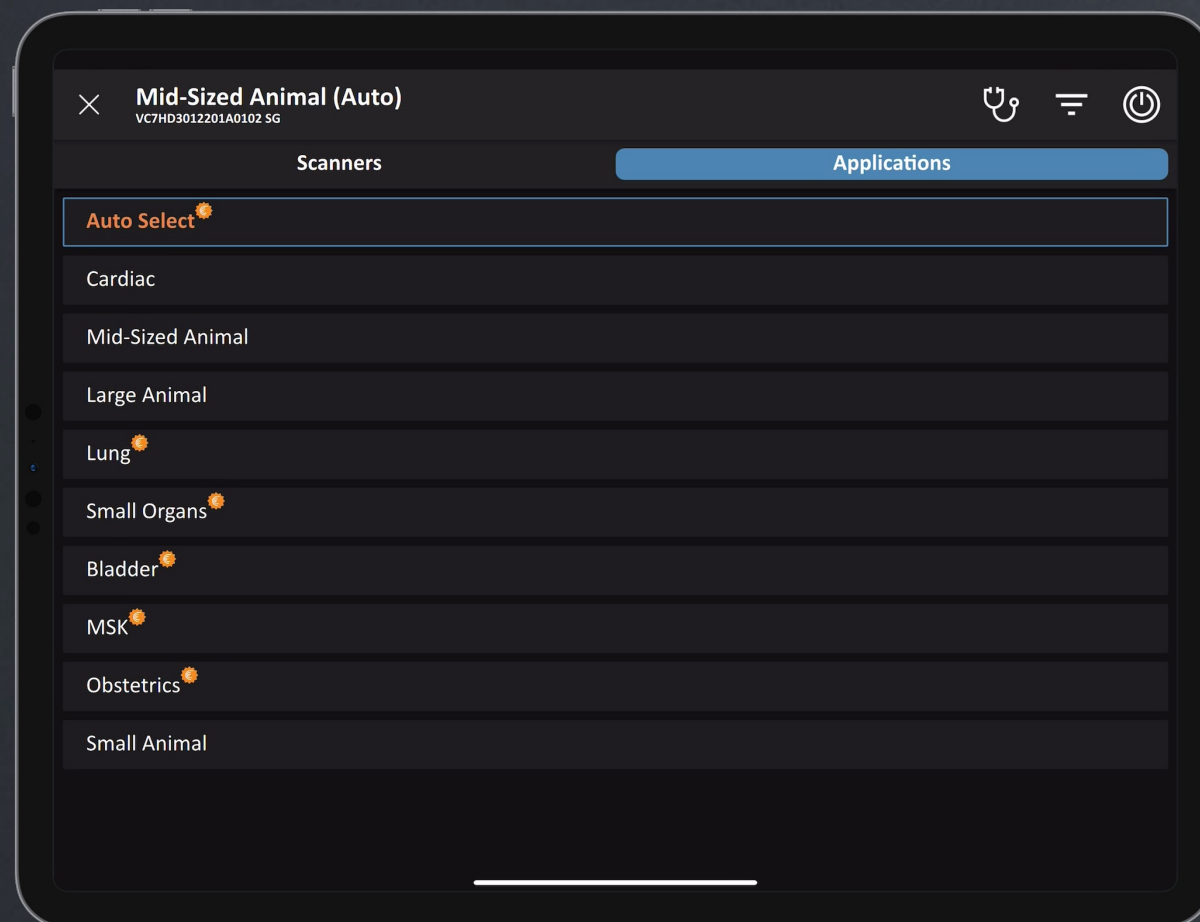 Mid-Sized Animal (Auto)
VC7HD3012201A0102 SG
Scanners
Applications
Auto Select
Cardiac
Mid-Sized Animal
Large Animal
Lung
Small Organs
Bladder
MSK
Obstetrics
Small Animal